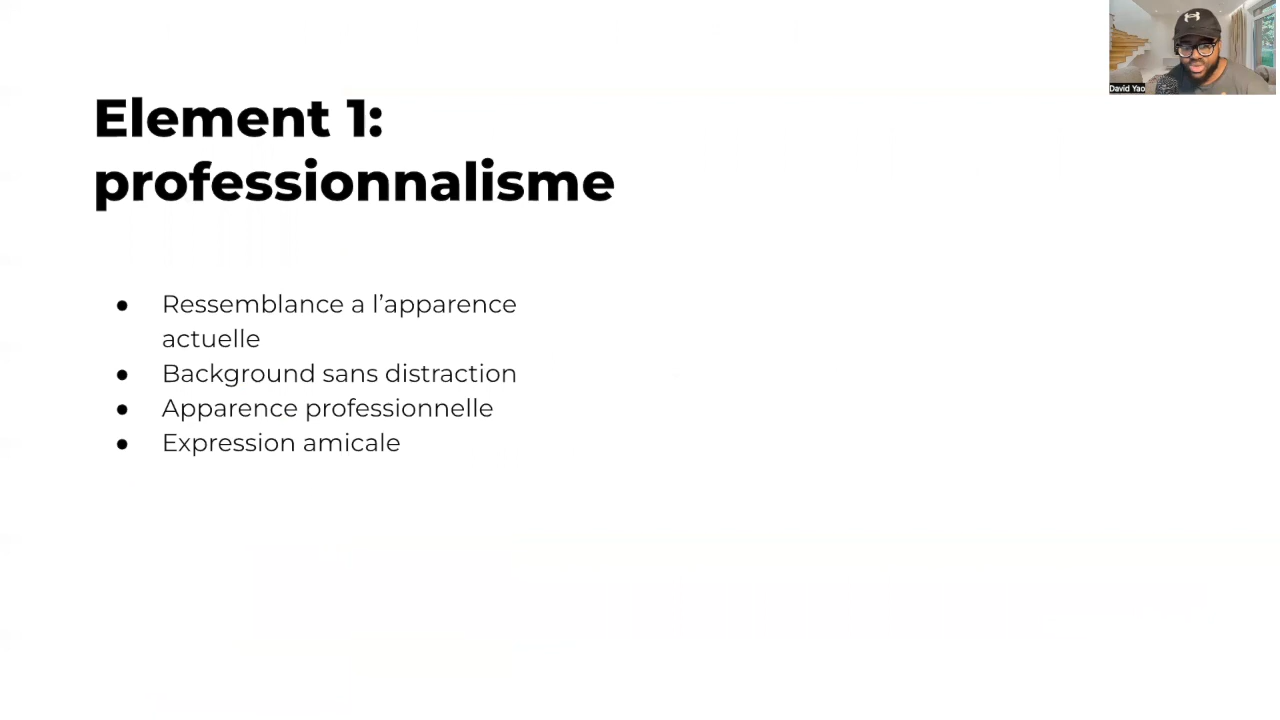 Element 1:
professionnalisme
● Ressemblance a l’apparence
actuelle
● Background sans distraction
● Apparence professionnelle
● Expression amicale
David Yao